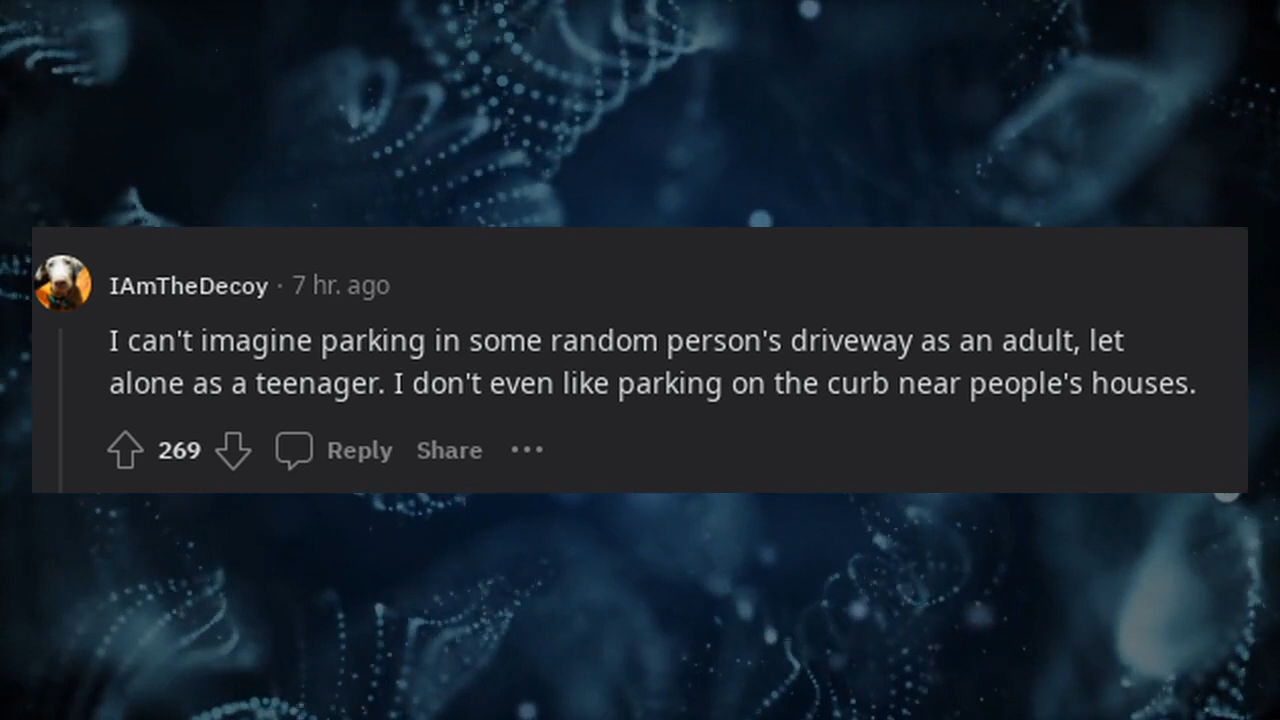 IAmTheDecoy · 7 hr. ago
I can't imagine parking in some random person's driveway as an adult, let
alone as a teenager. I don't even like parking on the curb near people's houses.
269 Reply Share •••